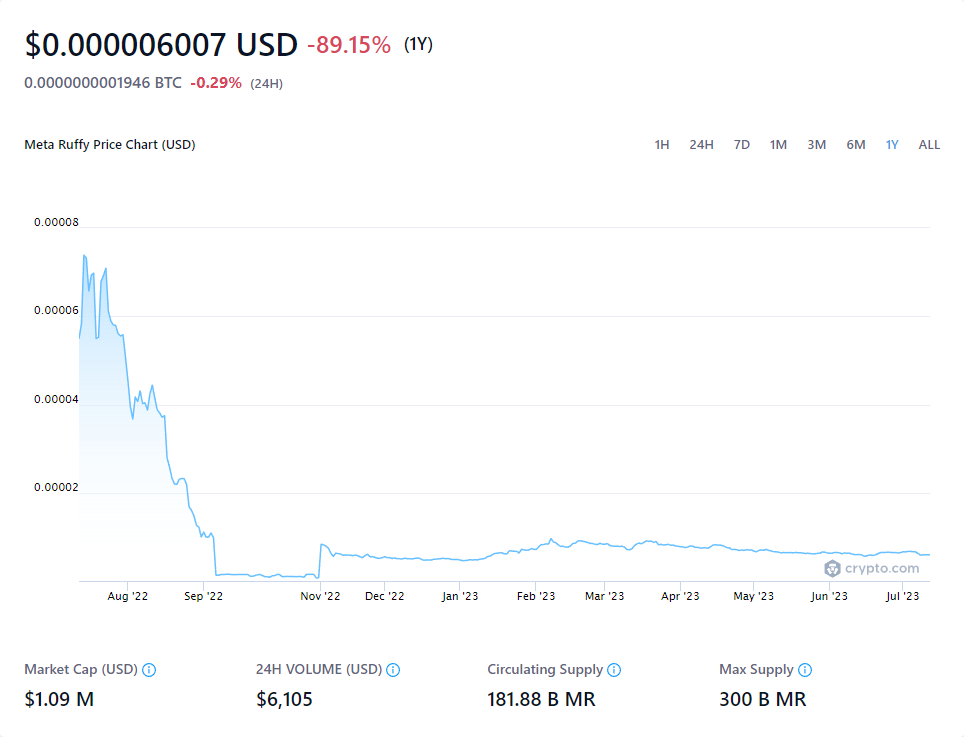 $0.000006007 USD -89.15% (1Y)
0.0000000001946 BTC -0.29% (24H)
Meta Ruffy Price Chart (USD) 1H 24H 7D 1M 3M 6M 1Y ALL
0.00008
0.00006
0.00004
0.00002
crypto.com
Aug '22 Sep '22 Nov '22 Dec '22 Jan '23 Feb '23 Mar '23 Apr '23 May '23 Jun '23 Jul '23
Market Cap (USD) 24H VOLUME (USD) Circulating Supply Max Supply
$1.09 M $6,105 181.88 B MR 300 B MR